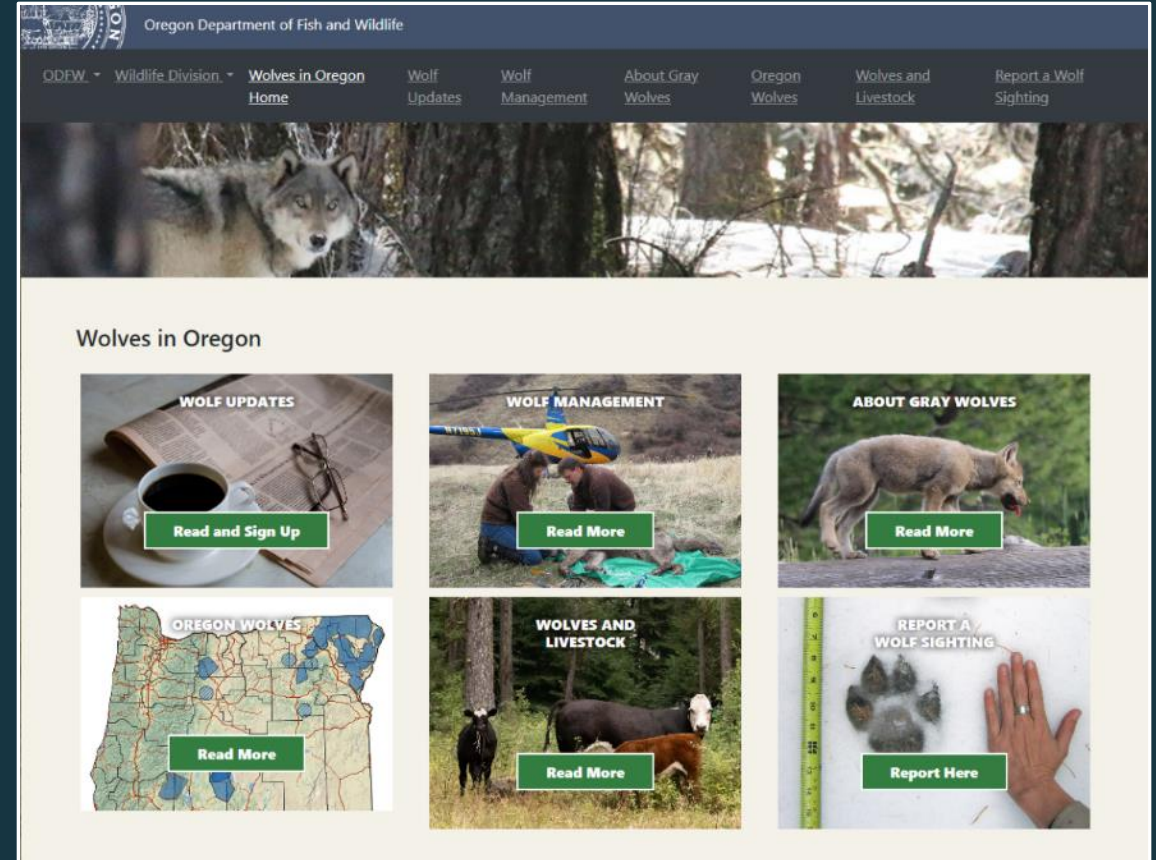 Oregon Department of Fish and Wildlife
ODFW
Wildlife Division
Wolves in Oregon
Home
Wolf
Updates
Wolf
Management
About Gray
Wolves
Oregon
Wolves
Wolves and
Livestock
Report a Wolf
Sighting
Wolves in Oregon
WOLF UPDATES
Read and Sign Up
WOLF MANAGEMENT
Read More
ABOUT GRAY WOLVES
Read More
OREGON WOLVES
Read More
WOLVES AND
LIVESTOCK
Read More
REPORT A
WOLF SIGHTING
Report Here